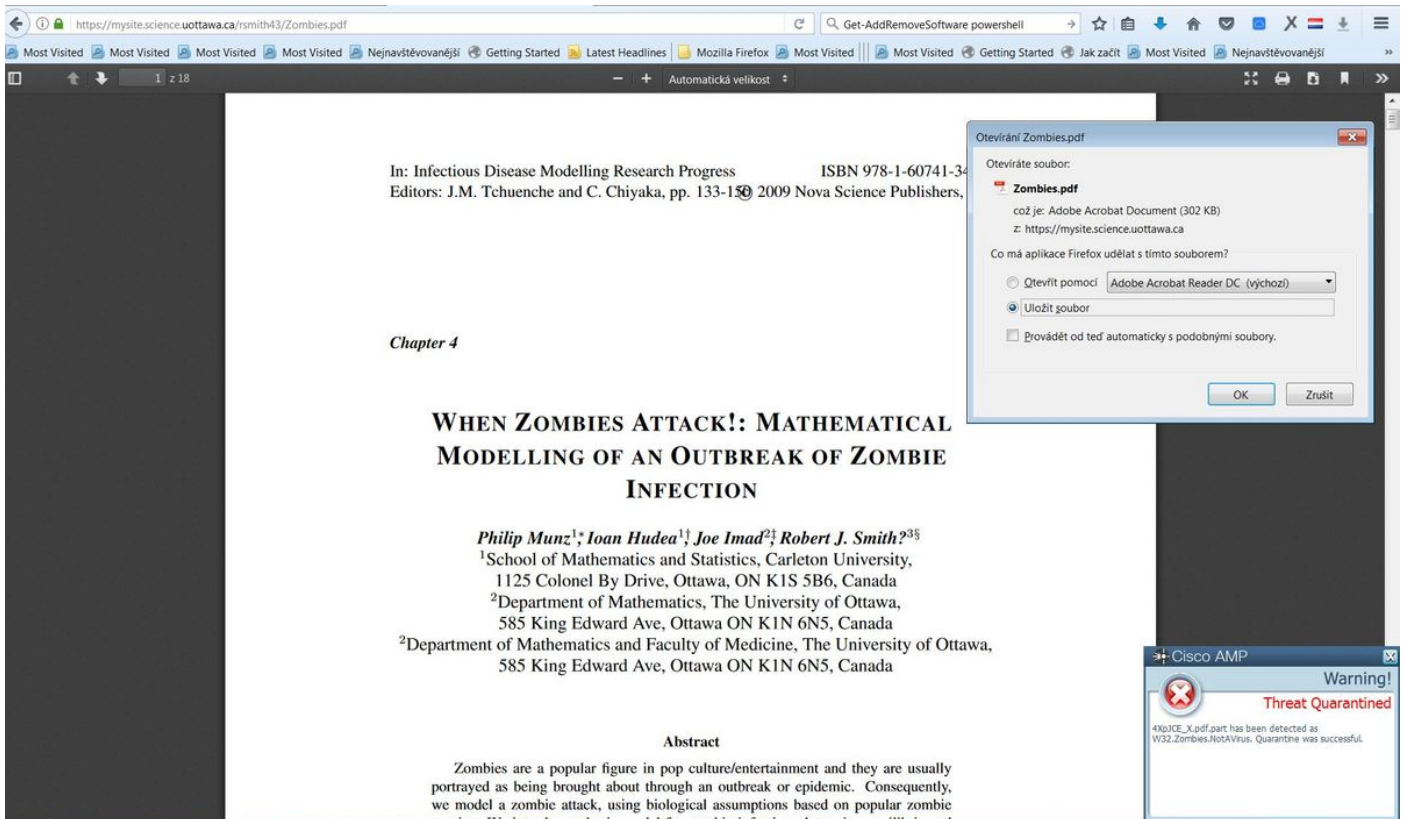 https://mysite.science.uottawa.ca/rsmith43/Zombies.pdf
Get-AddRemoveSoftware powershell
Most Visited Most Visited Most Visited Most Visited Nejnavštěvovanější Getting Started Latest Headlines Mozilla Firefox Most Visited Most Visited Getting Started Jak začít Most Visited Nejnavštěvovanější »
1 z 18
− + Automatická velikost
In: Infectious Disease Modelling Research Progress ISBN 978-1-60741-34
Editors: J.M. Tchuenche and C. Chiyaka, pp. 133-150 © 2009 Nova Science Publishers,
Chapter 4
WHEN ZOMBIES ATTACK!: MATHEMATICAL
MODELLING OF AN OUTBREAK OF ZOMBIE
INFECTION
Philip Munz¹*, Ioan Hudea¹†, Joe Imad²‡, Robert J. Smith?³§
¹School of Mathematics and Statistics, Carleton University,
1125 Colonel By Drive, Ottawa, ON K1S 5B6, Canada
²Department of Mathematics, The University of Ottawa,
585 King Edward Ave, Ottawa ON K1N 6N5, Canada
²Department of Mathematics and Faculty of Medicine, The University of Ottawa,
585 King Edward Ave, Ottawa ON K1N 6N5, Canada
Abstract
Zombies are a popular figure in pop culture/entertainment and they are usually
portrayed as being brought about through an outbreak or epidemic. Consequently,
we model a zombie attack, using biological assumptions based on popular zombie
Otevírání Zombies.pdf
Otevíráte soubor:
Zombies.pdf
což je: Adobe Acrobat Document (302 KB)
z: https://mysite.science.uottawa.ca
Co má aplikace Firefox udělat s tímto souborem?
Otevřít pomocí Adobe Acrobat Reader DC (výchozí)
Uložit soubor
Provádět od teď automaticky s podobnými soubory.
OK Zrušit
Cisco AMP
Warning!
Threat Quarantined
4XpJCE_X.pdf.part has been detected as
W32.Zombies.NotAVirus. Quarantine was successful.